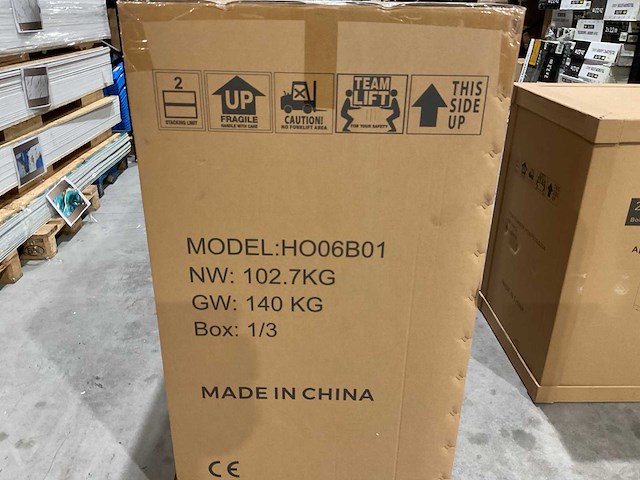 2
STACKING LIMIT
UP
FRAGILE
HANDLE WITH CARE
CAUTION!
NO FORKLIFT AREA
TEAM
LIFT
FOR YOUR SAFETY
THIS
SIDE
UP
MODEL:HO06B01
NW: 102.7KG
GW: 140 KG
Box: 1/3
MADE IN CHINA
CE